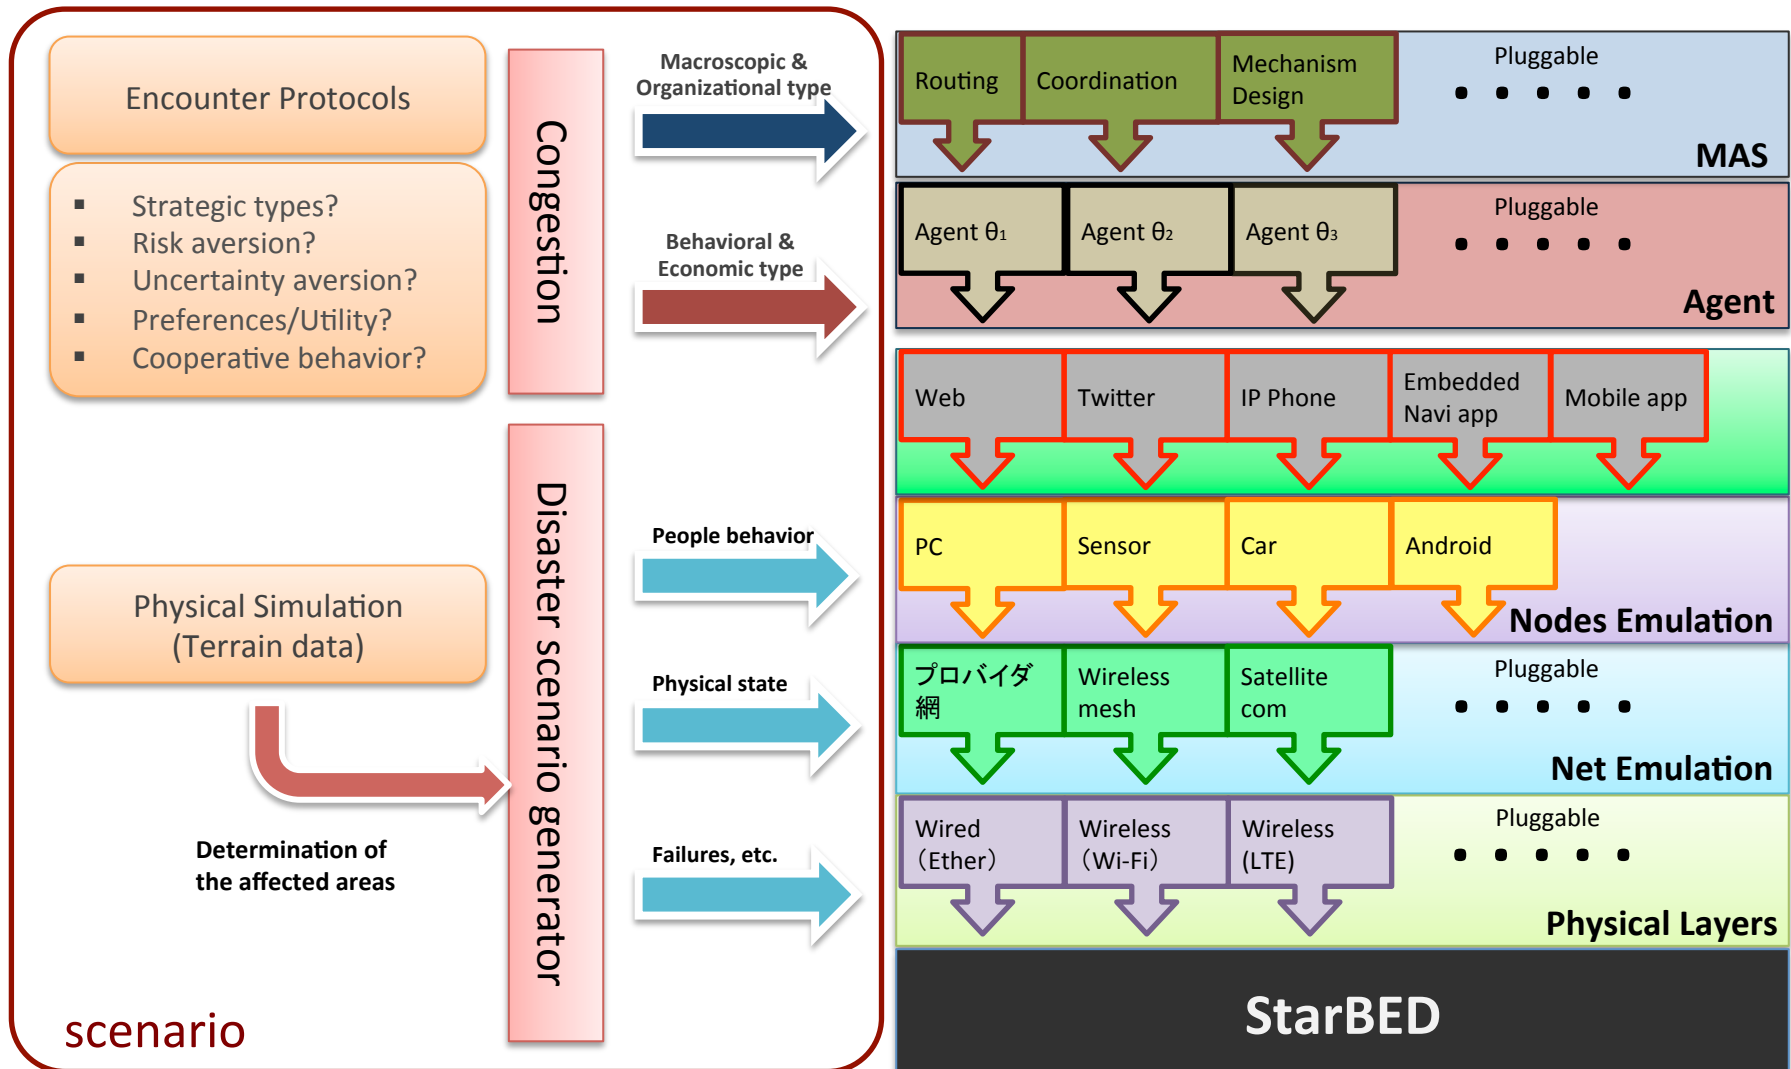 Encounter Protocols
▪ Strategic types?
▪ Risk aversion?
▪ Uncertainty aversion?
▪ Preferences/Utility?
▪ Cooperative behavior?
Physical Simulation
(Terrain data)
Determination of
the affected areas
scenario
Congestion
Disaster scenario generator
Macroscopic &
Organizational type
Behavioral &
Economic type
People behavior
Physical state
Failures, etc.
Routing
Coordination
Mechanism
Design
Pluggable
▪ ▪ ▪ ▪ ▪
MAS
Agent θ1
Agent θ2
Agent θ3
Pluggable
▪ ▪ ▪ ▪ ▪
Agent
Web
Twitter
IP Phone
Embedded
Navi app
Mobile app
PC
Sensor
Car
Android
Nodes Emulation
プロバイダ
網
Wireless
mesh
Satellite
com
Pluggable
▪ ▪ ▪ ▪ ▪
Net Emulation
Wired
（Ether）
Wireless
（Wi-Fi）
Wireless
(LTE)
Pluggable
▪ ▪ ▪ ▪ ▪
Physical Layers
StarBED